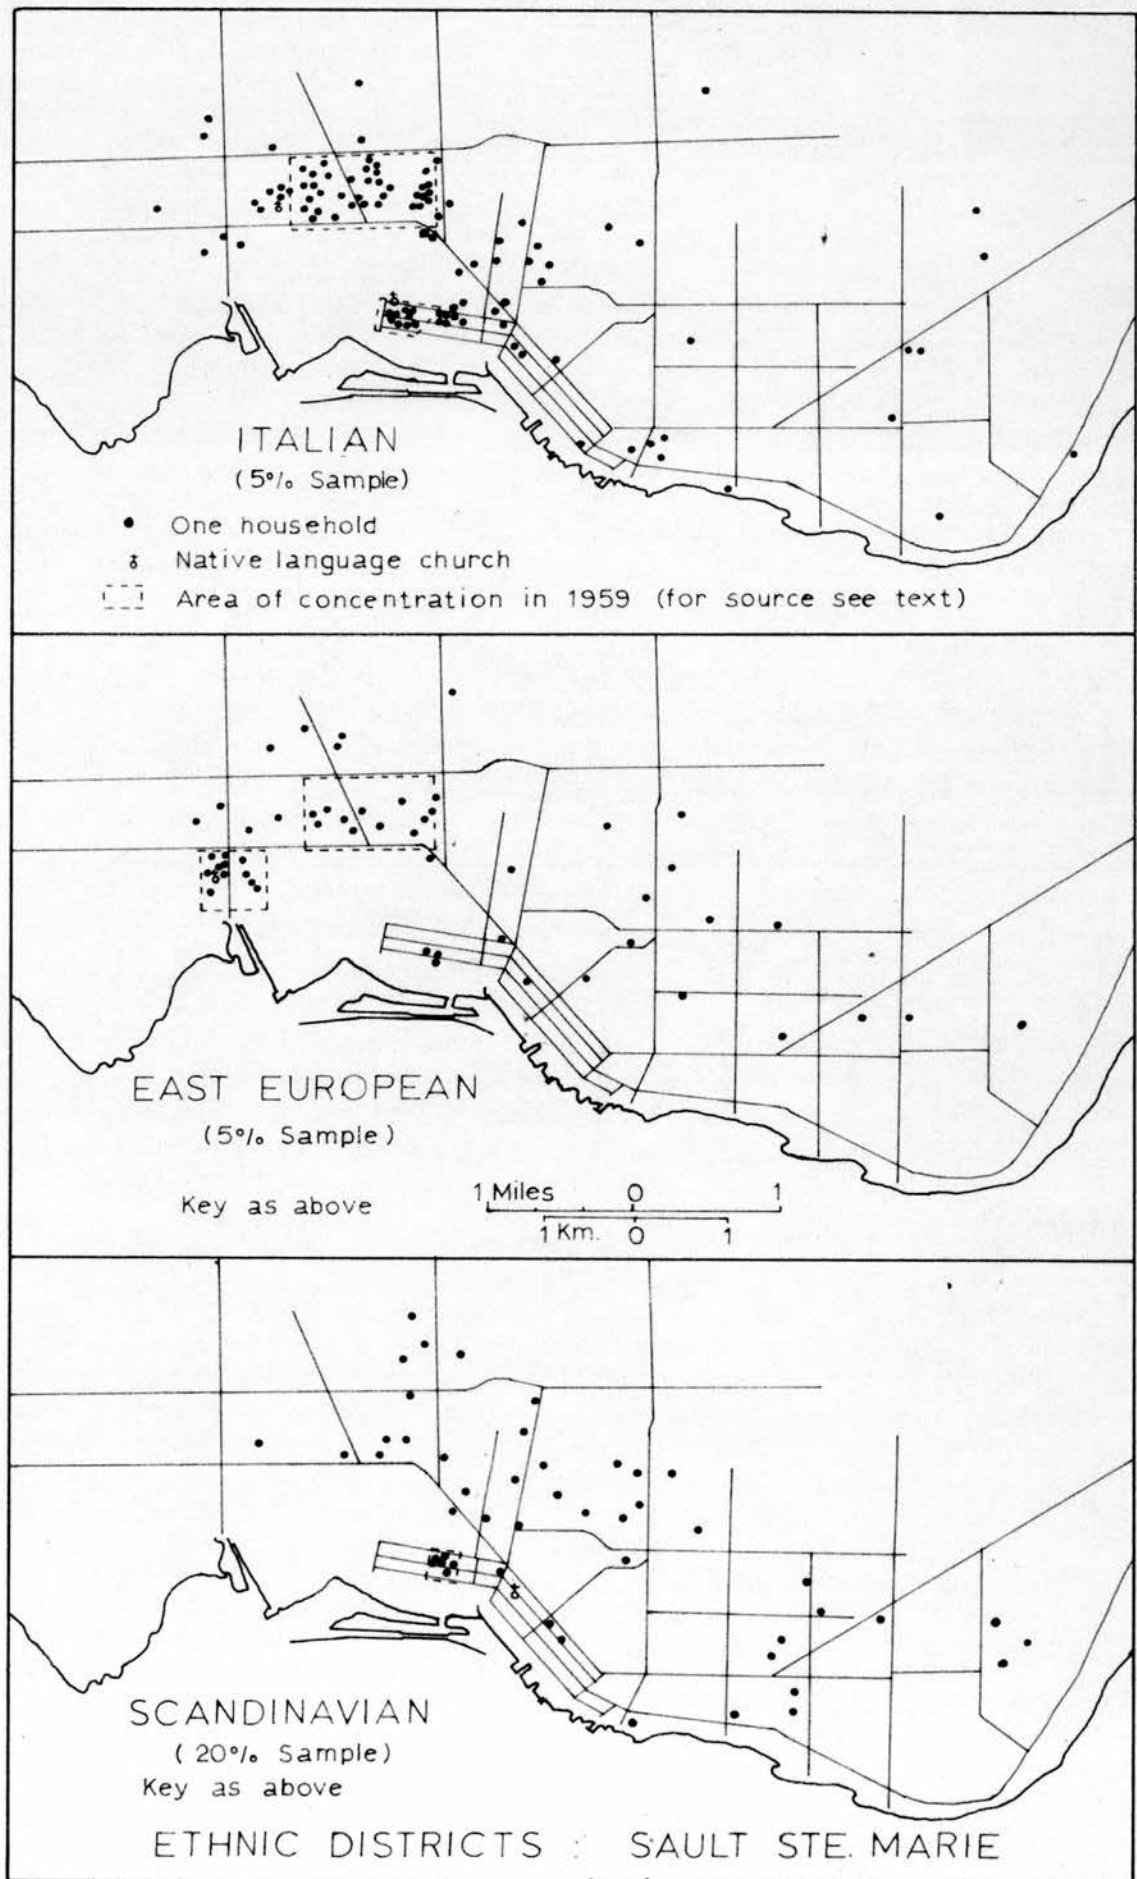 ITALIAN
(5% Sample)
One household
Native language church
Area of concentration in 1959 (for source see text)
EAST EUROPEAN
(5% Sample)
Key as above
1 Miles 0 1
1 Km. 0 1
SCANDINAVIAN
(20% Sample)
Key as above
ETHNIC DISTRICTS : SAULT STE. MARIE